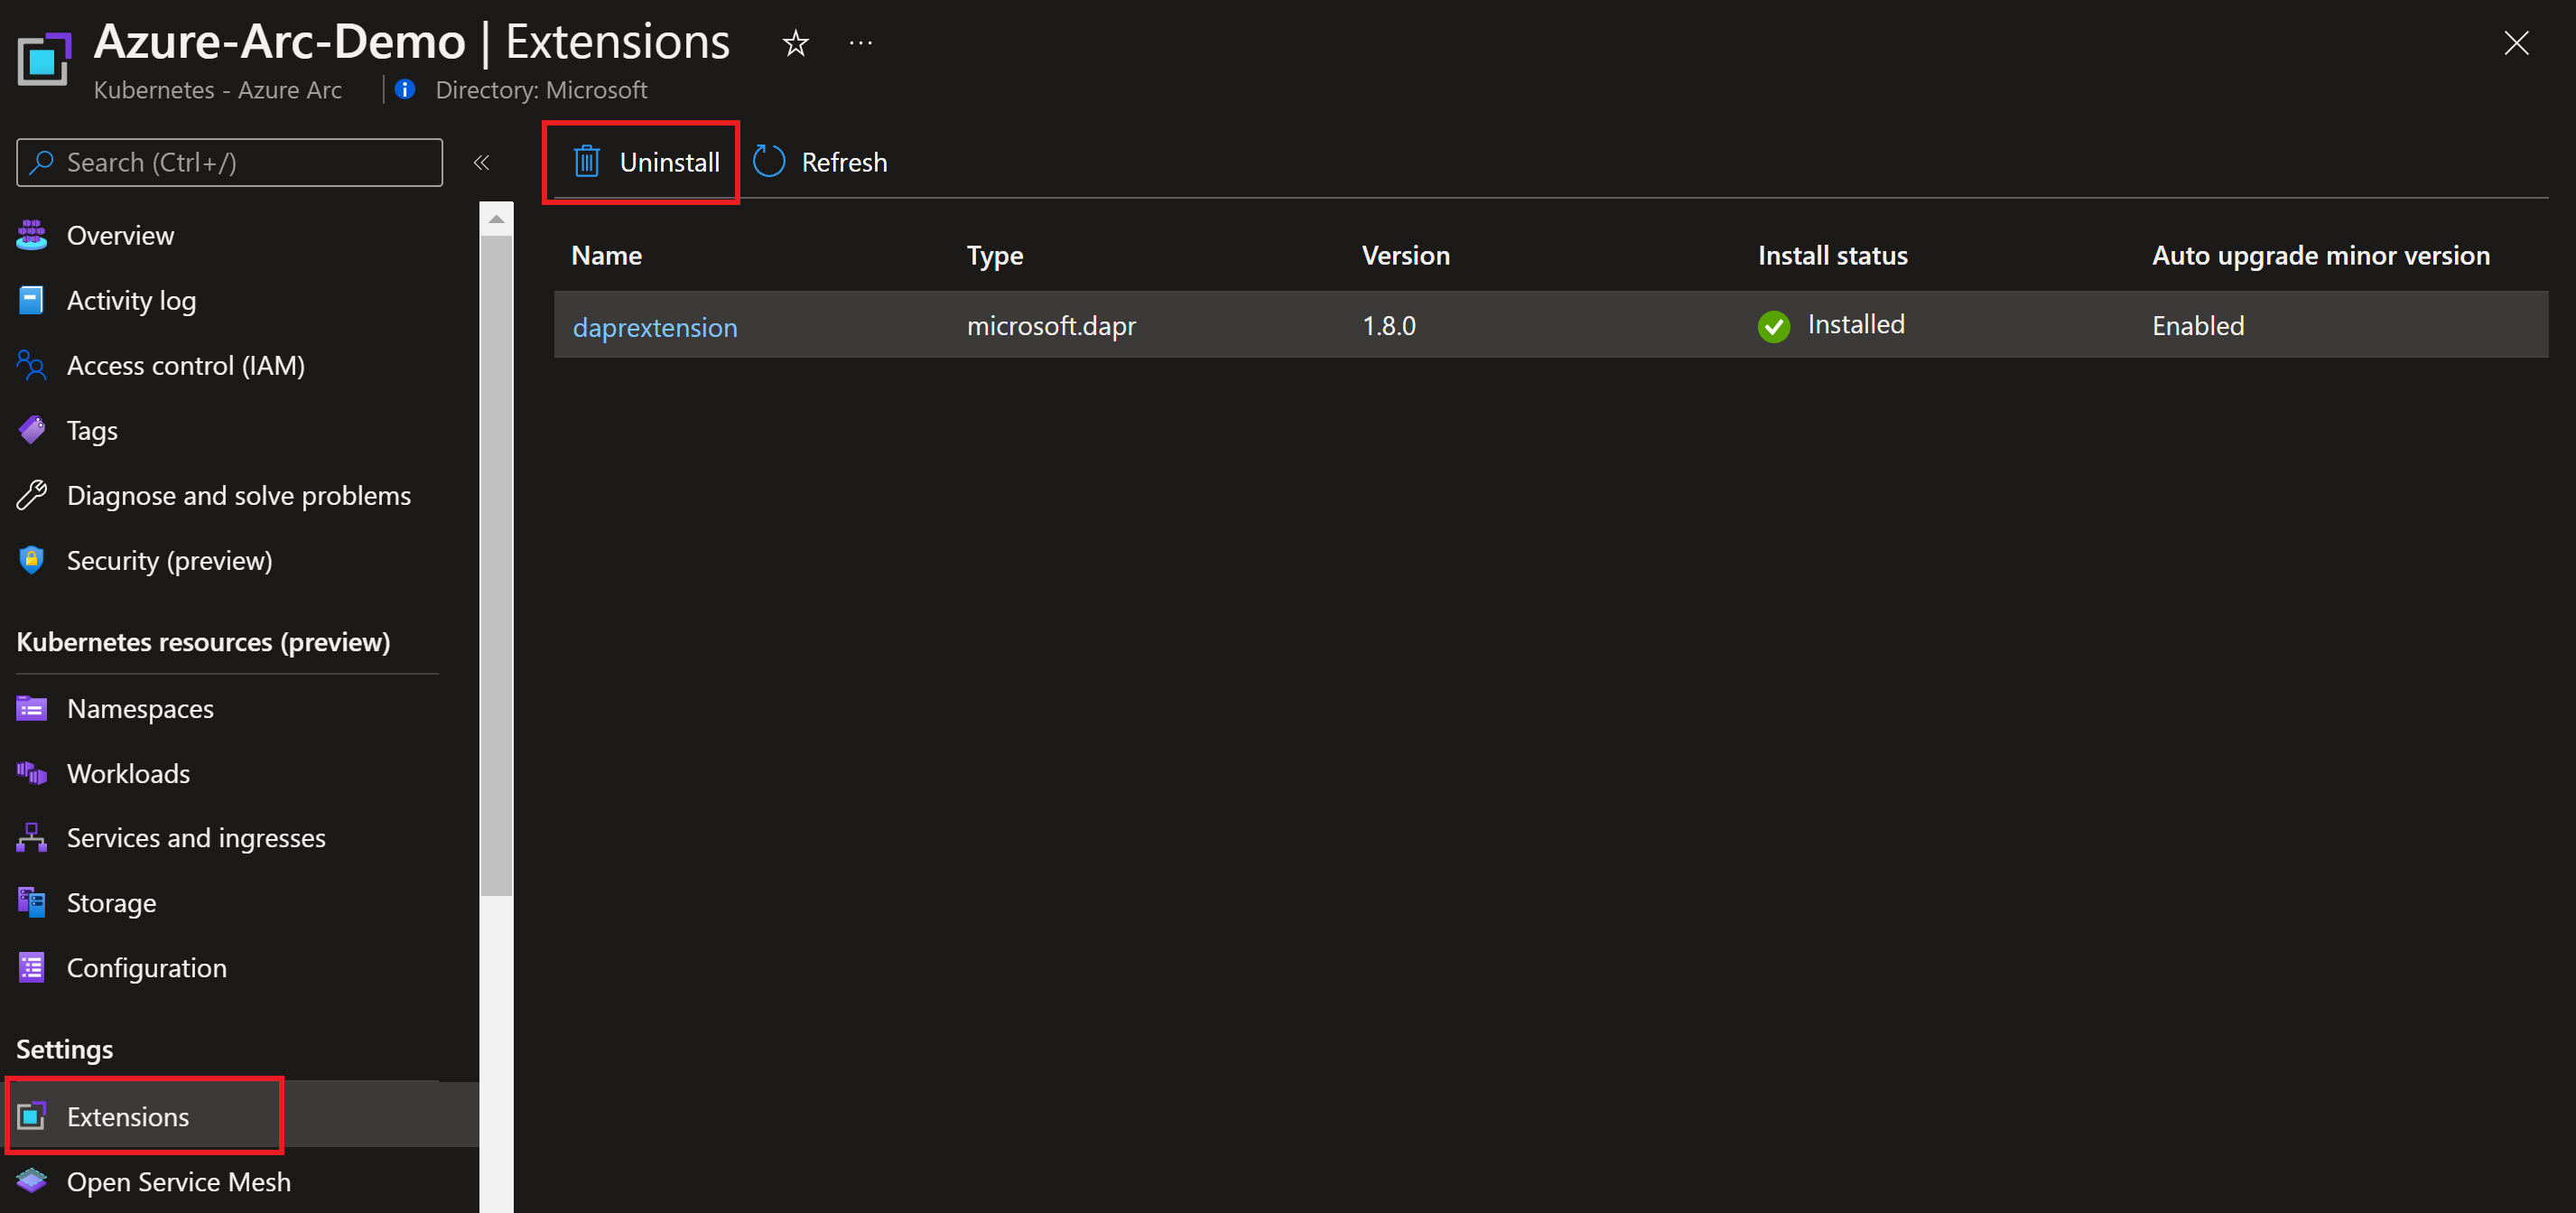 Azure-Arc-Demo | Extensions
Kubernetes - Azure Arc
Directory: Microsoft
Search (Ctrl+/)
Overview
Activity log
Access control (IAM)
Tags
Diagnose and solve problems
Security (preview)
Kubernetes resources (preview)
Namespaces
Workloads
Services and ingresses
Storage
Configuration
Settings
Extensions
Open Service Mesh
Uninstall Refresh
Name Type Version Install status Auto upgrade minor version
daprextension microsoft.dapr 1.8.0 Installed Enabled